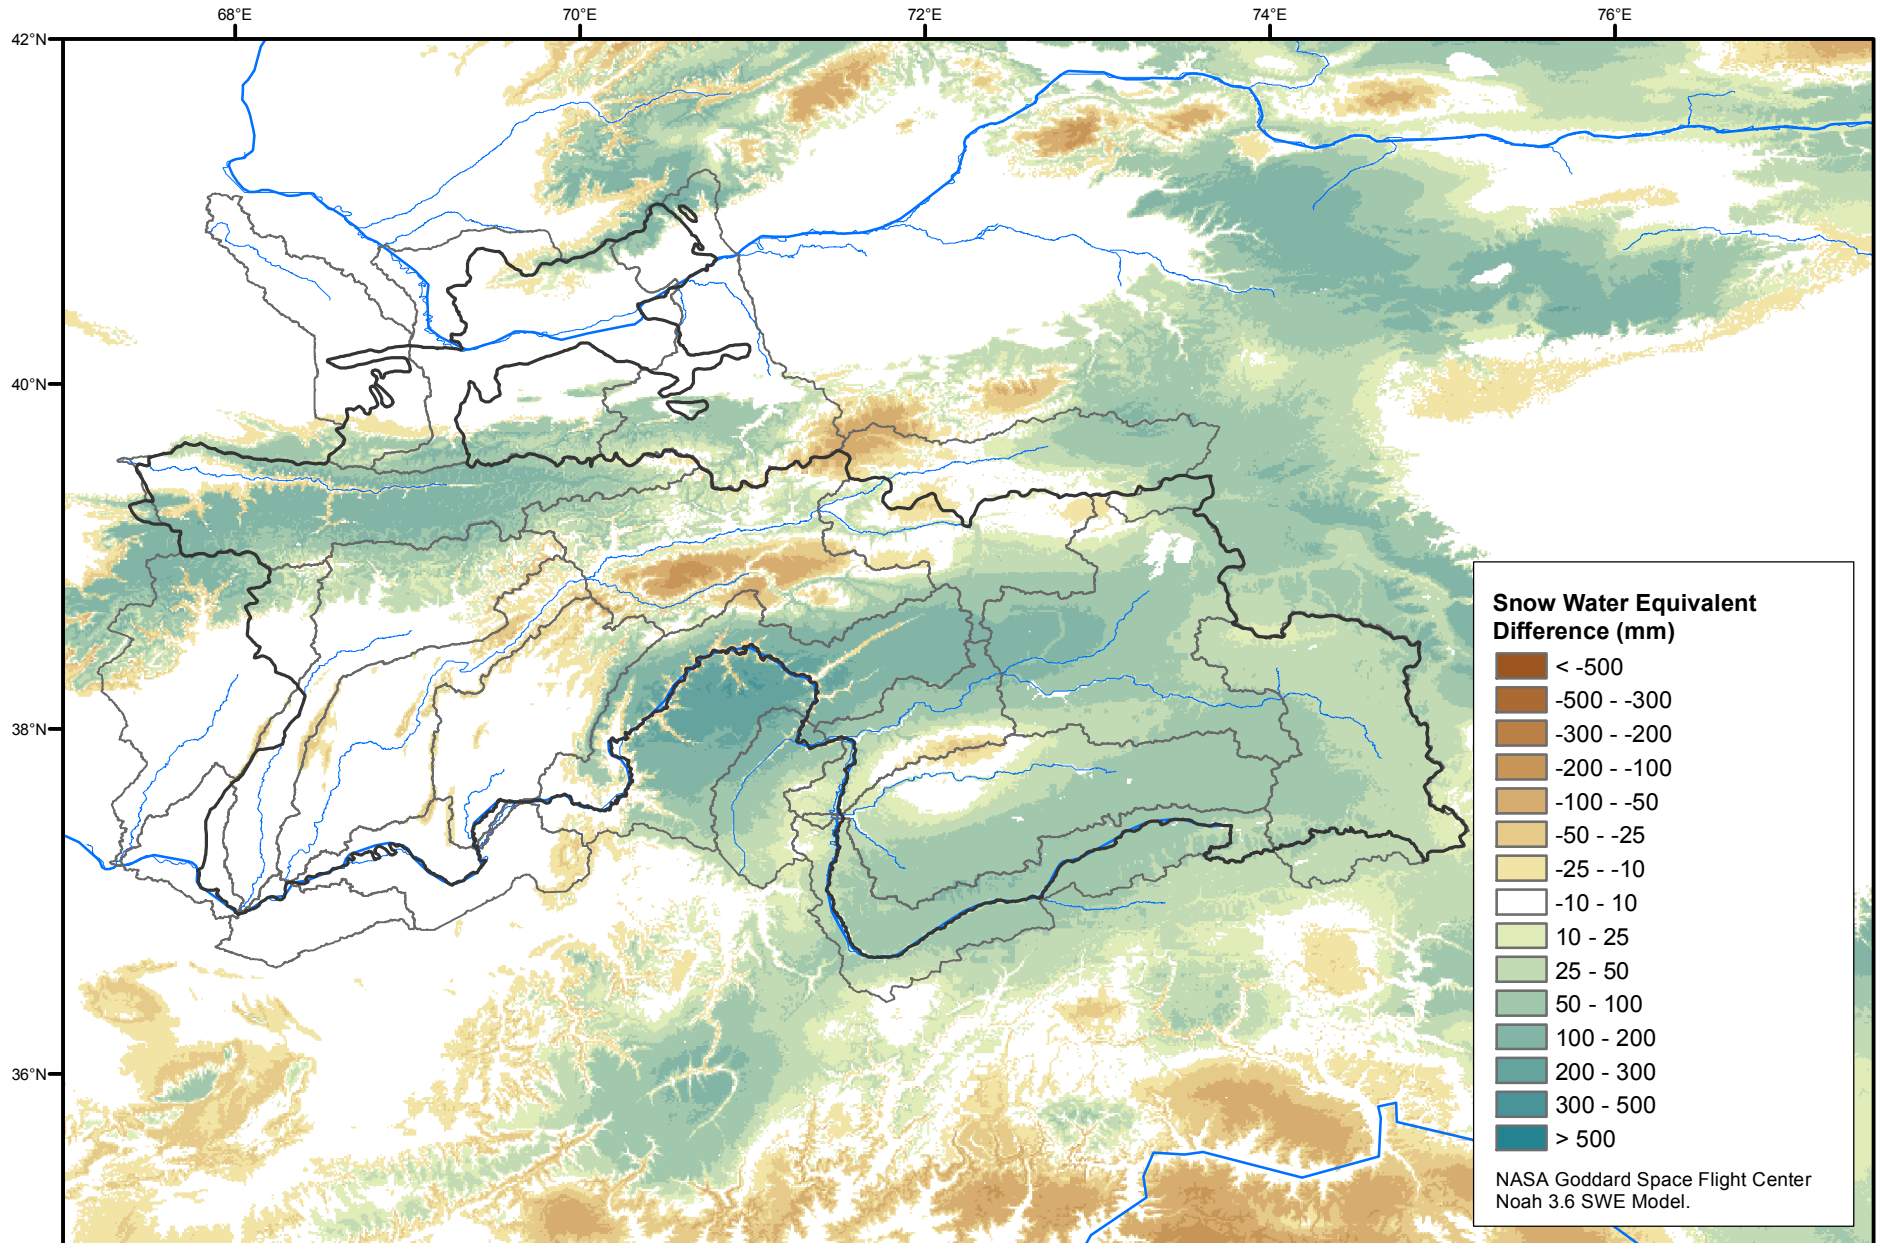 68°E 70°E 72°E 74°E 76°E
42°N
40°N
38°N
36°N
Snow Water Equivalent
Difference (mm)
< -500
-500 - -300
-300 - -200
-200 - -100
-100 - -50
-50 - -25
-25 - -10
-10 - 10
10 - 25
25 - 50
50 - 100
100 - 200
200 - 300
300 - 500
> 500
NASA Goddard Space Flight Center
Noah 3.6 SWE Model.